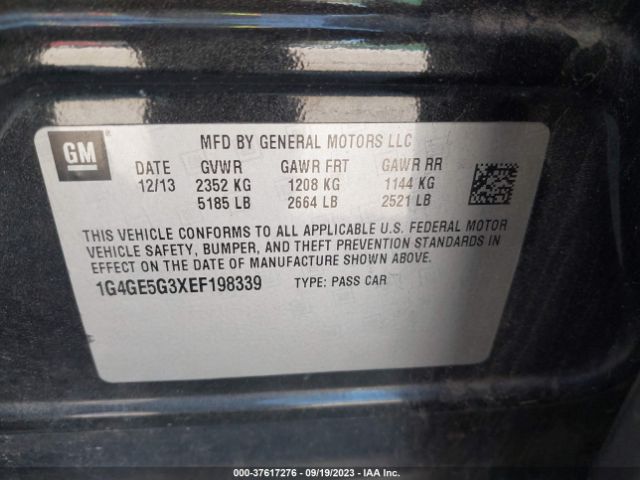 GM
MFD BY GENERAL MOTORS LLC
DATE GVWR GAWR FRT GAWR RR
12/13 2352 KG 1208 KG 1144 KG
5185 LB 2664 LB 2521 LB
THIS VEHICLE CONFORMS TO ALL APPLICABLE U.S. FEDERAL MOTOR
VEHICLE SAFETY, BUMPER, AND THEFT PREVENTION STANDARDS IN
EFFECT ON THE DATE OF MANUFACTURE SHOWN ABOVE.
1G4GE5G3XEF198339 TYPE: PASS CAR
000-37617276 - 09/19/2023 - IAA Inc.